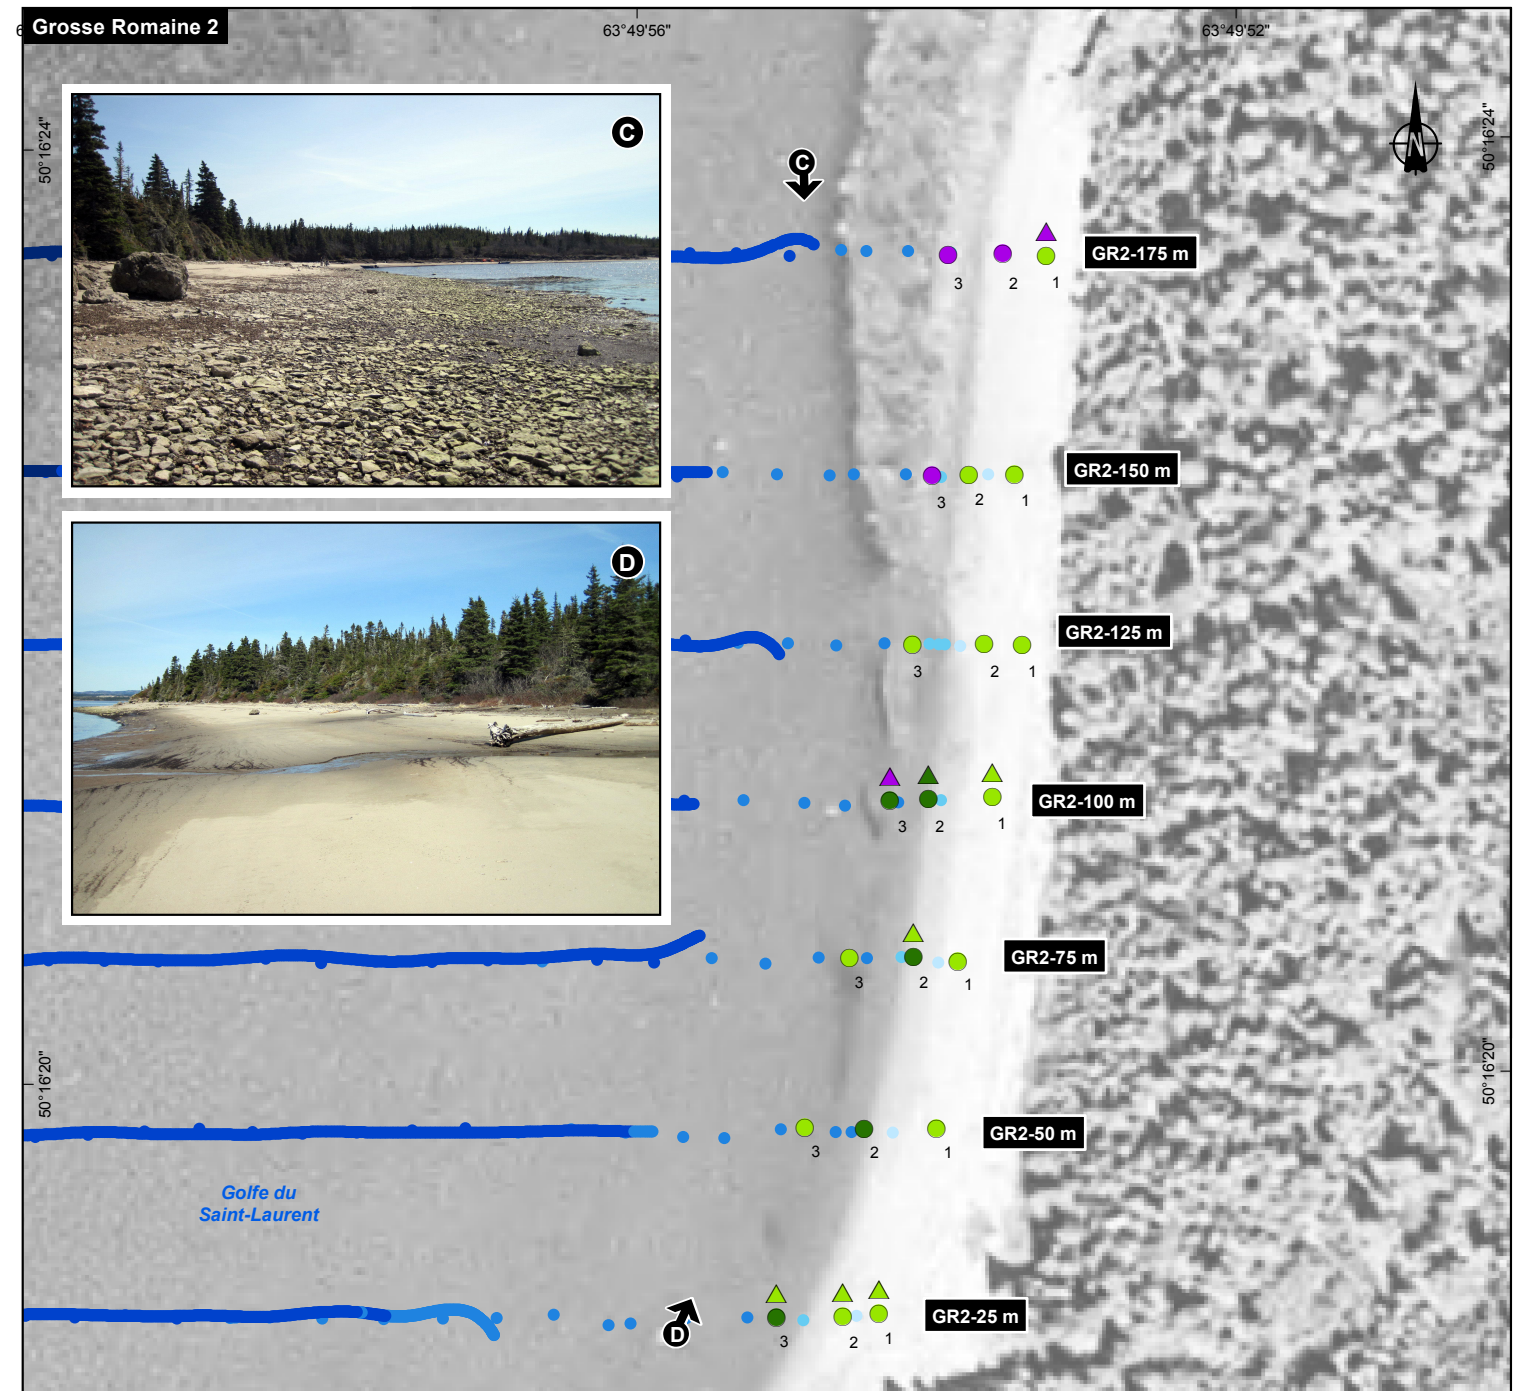 Grosse Romaine 2
63°49'56"
63°49'52"
50°16'24"
50°16'24"
N
C
C
GR2-175 m
3 2 1
GR2-150 m
3 2 1
D
GR2-125 m
3 2 1
GR2-100 m
3 2 1
GR2-75 m
3 2 1
50°16'20"
50°16'20"
GR2-50 m
3 2 1
Golfe du
Saint-Laurent
D
GR2-25 m
3 2 1